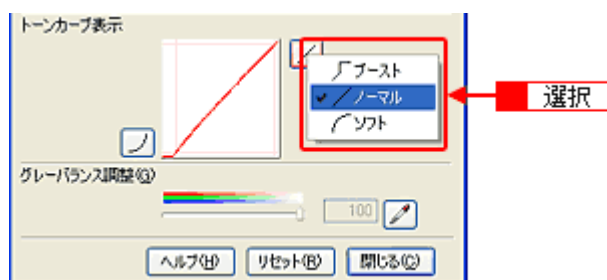 トーンカーブ表示
ブースト
ノーマル
ソフト
選択
グレーバランス調整(G)
100
ヘルプ(H) リセット(R) 閉じる(C)